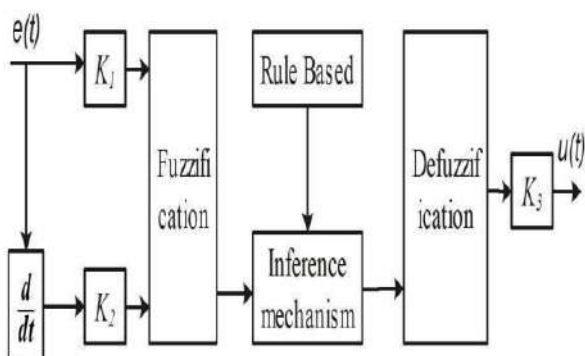 e(t)
K1
Fuzzifi
cation
Rule Based
Defuzzif
ication
u(t)
K3
Inference
mechanism
d
dt
K2